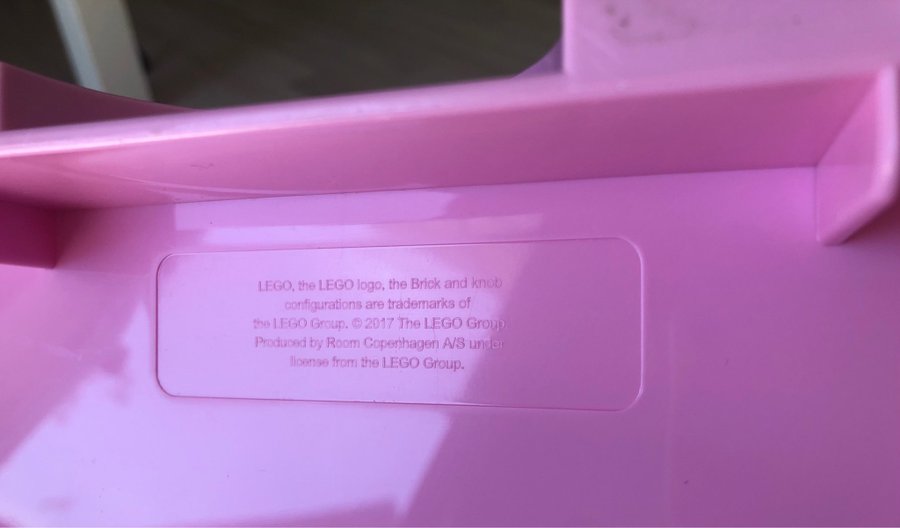 LEGO, the LEGO logo, the Brick and knob
configurations are trademarks of
the LEGO Group. © 2017 The LEGO Group.
Produced by Room Copenhagen A/S under
license from the LEGO Group.